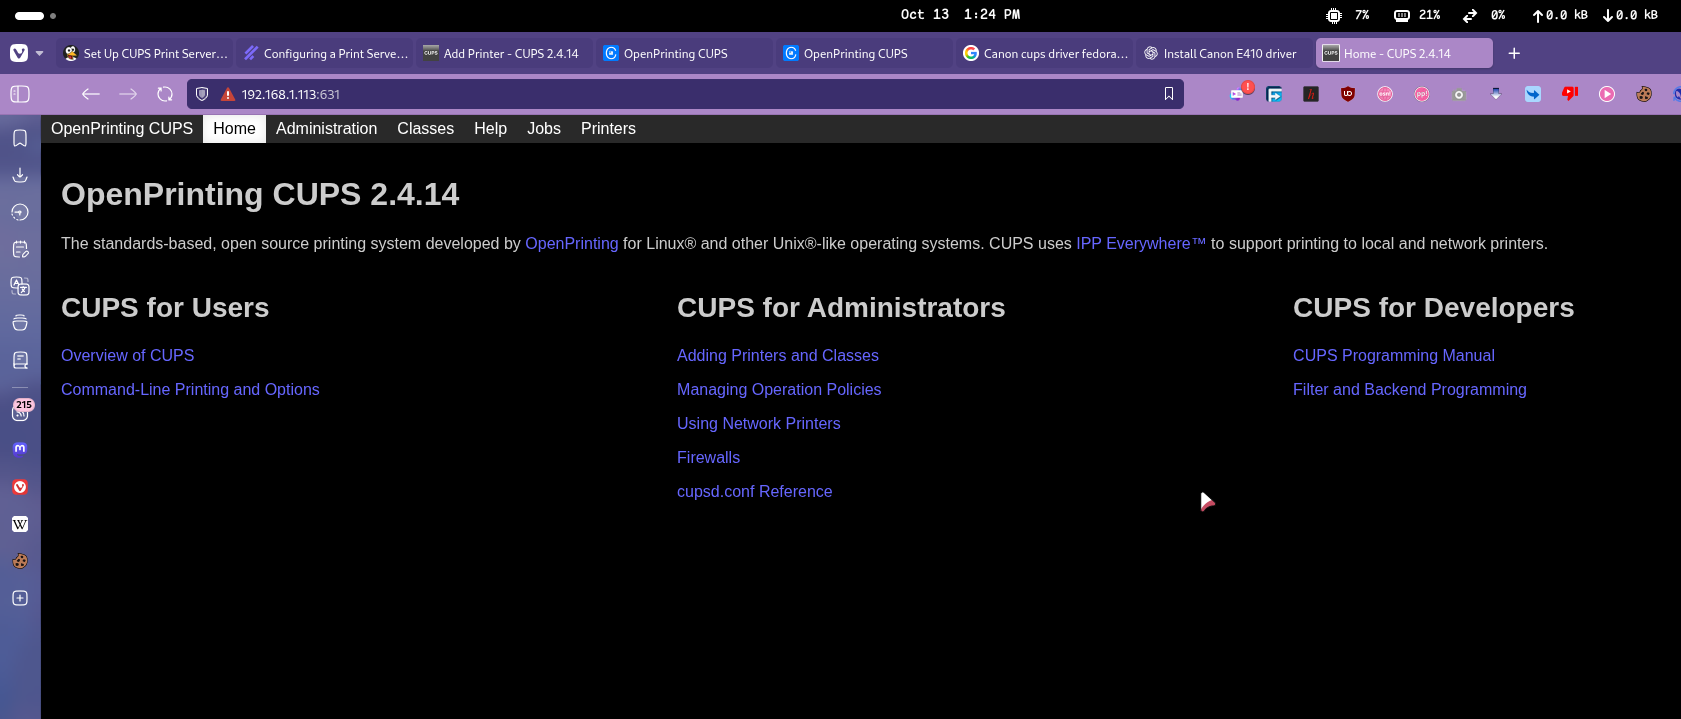 Oct 13 1:24 PM
7% 21% 0% 0.0 kB 0.0 kB
Set Up CUPS Print Server... Configuring a Print Serve... Add Printer - CUPS 2.4.14 OpenPrinting CUPS OpenPrinting CUPS Canon cups driver fedora... Install Canon E410 driver Home - CUPS 2.4.14
192.168.1.113:631
OpenPrinting CUPS Home Administration Classes Help Jobs Printers
OpenPrinting CUPS 2.4.14
The standards-based, open source printing system developed by OpenPrinting for Linux® and other Unix®-like operating systems. CUPS uses IPP Everywhere™ to support printing to local and network printers.
CUPS for Users
Overview of CUPS
Command-Line Printing and Options
CUPS for Administrators
Adding Printers and Classes
Managing Operation Policies
Using Network Printers
Firewalls
cupsd.conf Reference
CUPS for Developers
CUPS Programming Manual
Filter and Backend Programming
215
W